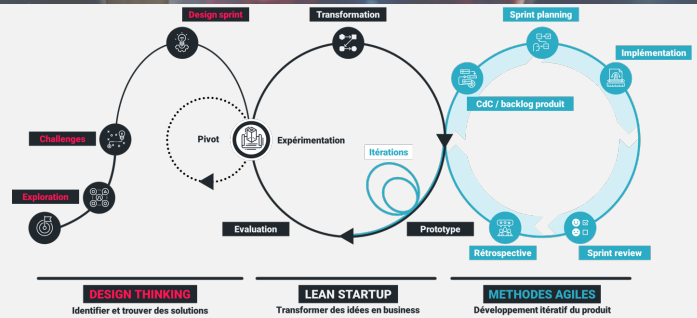 Design sprint
Transformation
Sprint planning
Implémentation
CdC / backlog produit
Challenges
Pivot
Expérimentation
Itérations
Exploration
Evaluation
Prototype
Rétrospective
Sprint review
DESIGN THINKING
Identifier et trouver des solutions
LEAN STARTUP
Transformer des idées en business
METHODES AGILES
Développement itératif du produit